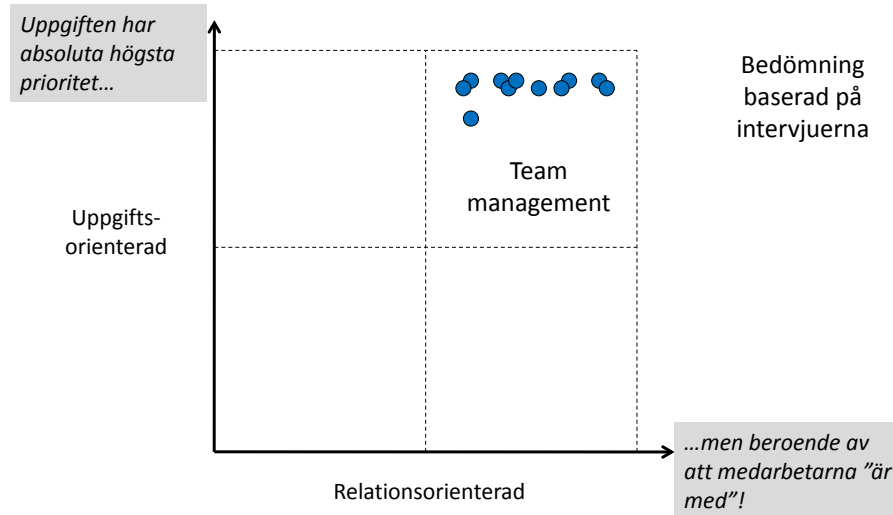 Uppgiften har
absoluta högsta
prioritet…
Bedömning
baserad på
intervjuerna
Team
management
Uppgifts-
orienterad
Relationsorienterad
…men beroende av
att medarbetarna ”är
med”!